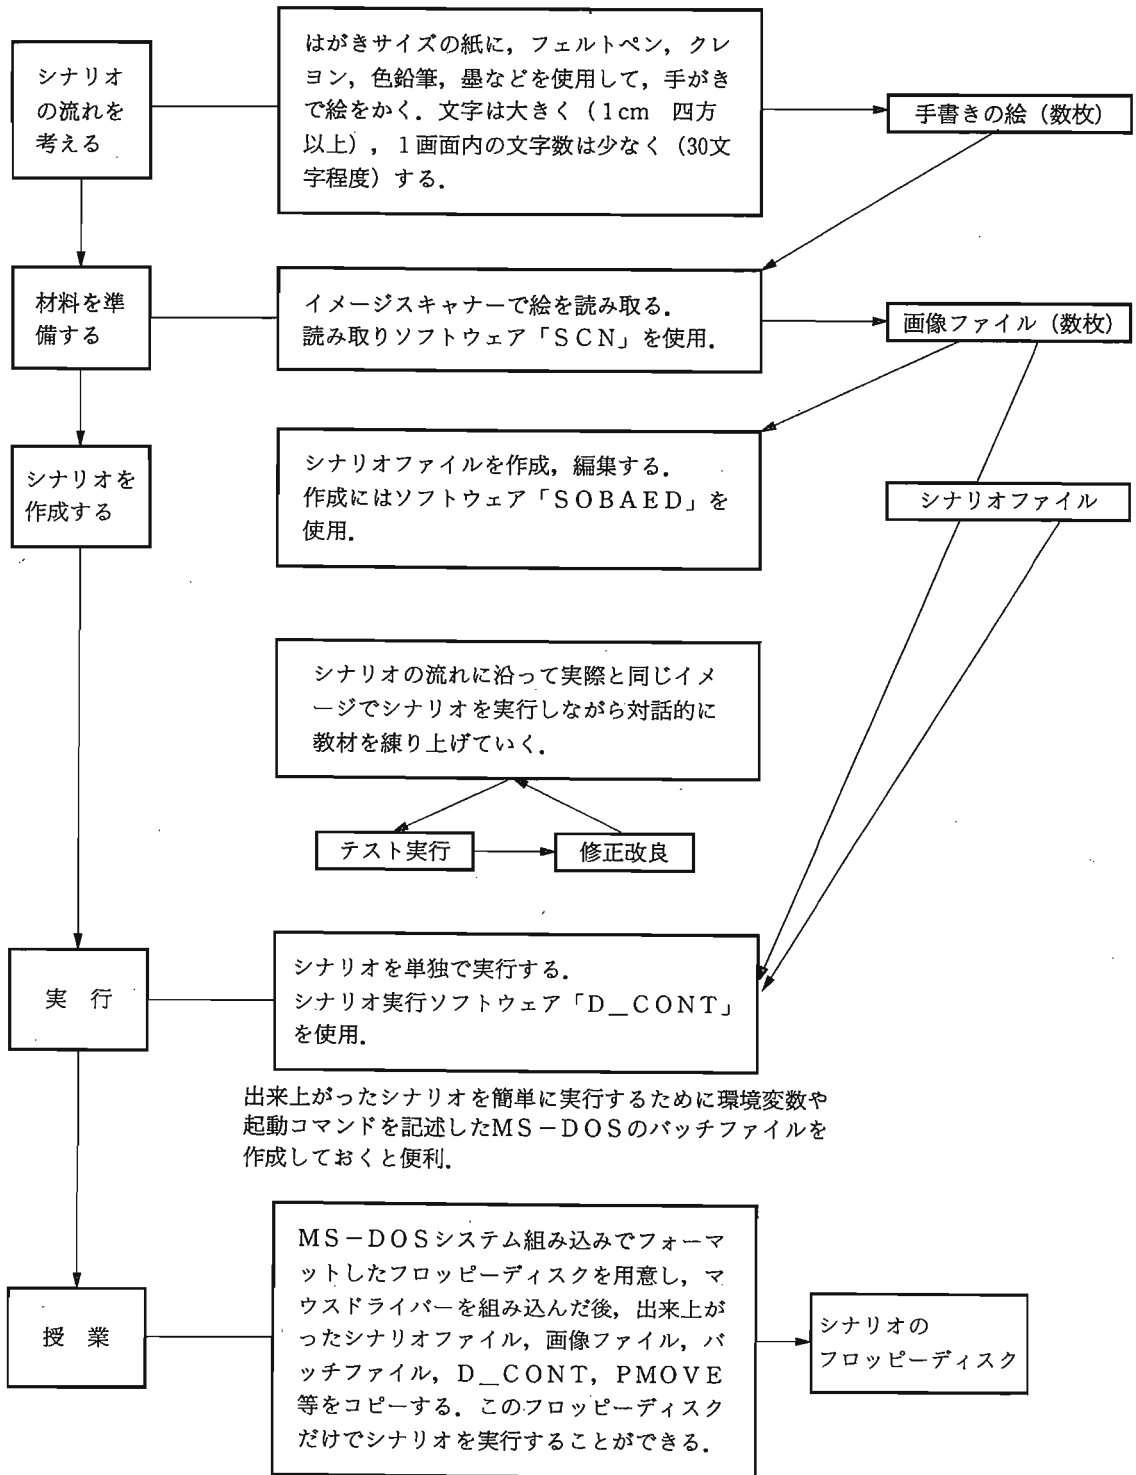 シナリオ
の流れを
考える
はがきサイズの紙に，フェルトペン，クレ
ヨン，色鉛筆，墨などを使用して，手がき
で絵をかく．文字は大きく（1cm　四方
以上），１画面内の文字数は少なく（30文
字程度）する．
手書きの絵（数枚）
材料を準
備する
イメージスキャナーで絵を読み取る．
読み取りソフトウェア「ＳＣＮ」を使用．
画像ファイル（数枚）
シナリオを
作成する
シナリオファイルを作成，編集する．
作成にはソフトウェア「ＳＯＢＡＥＤ」を
使用．
シナリオファイル
シナリオの流れに沿って実際と同じイメ
ージでシナリオを実行しながら対話的に
教材を練り上げていく．
テスト実行
修正改良
実　行
シナリオを単独で実行する．
シナリオ実行ソフトウェア「Ｄ＿ＣＯＮＴ」
を使用．
出来上がったシナリオを簡単に実行するために環境変数や
起動コマンドを記述したＭＳ－ＤＯＳのバッチファイルを
作成しておくと便利．
授　業
ＭＳ－ＤＯＳシステム組み込みでフォーマ
ットしたフロッピーディスクを用意し，マ
ウスドライバーを組み込んだ後，出来上が
ったシナリオファイル，画像ファイル，バ
ッチファイル，Ｄ＿ＣＯＮＴ，ＰＭＯＶＥ
等をコピーする．このフロッピーディスク
だけでシナリオを実行することができる．
シナリオの
フロッピーディスク